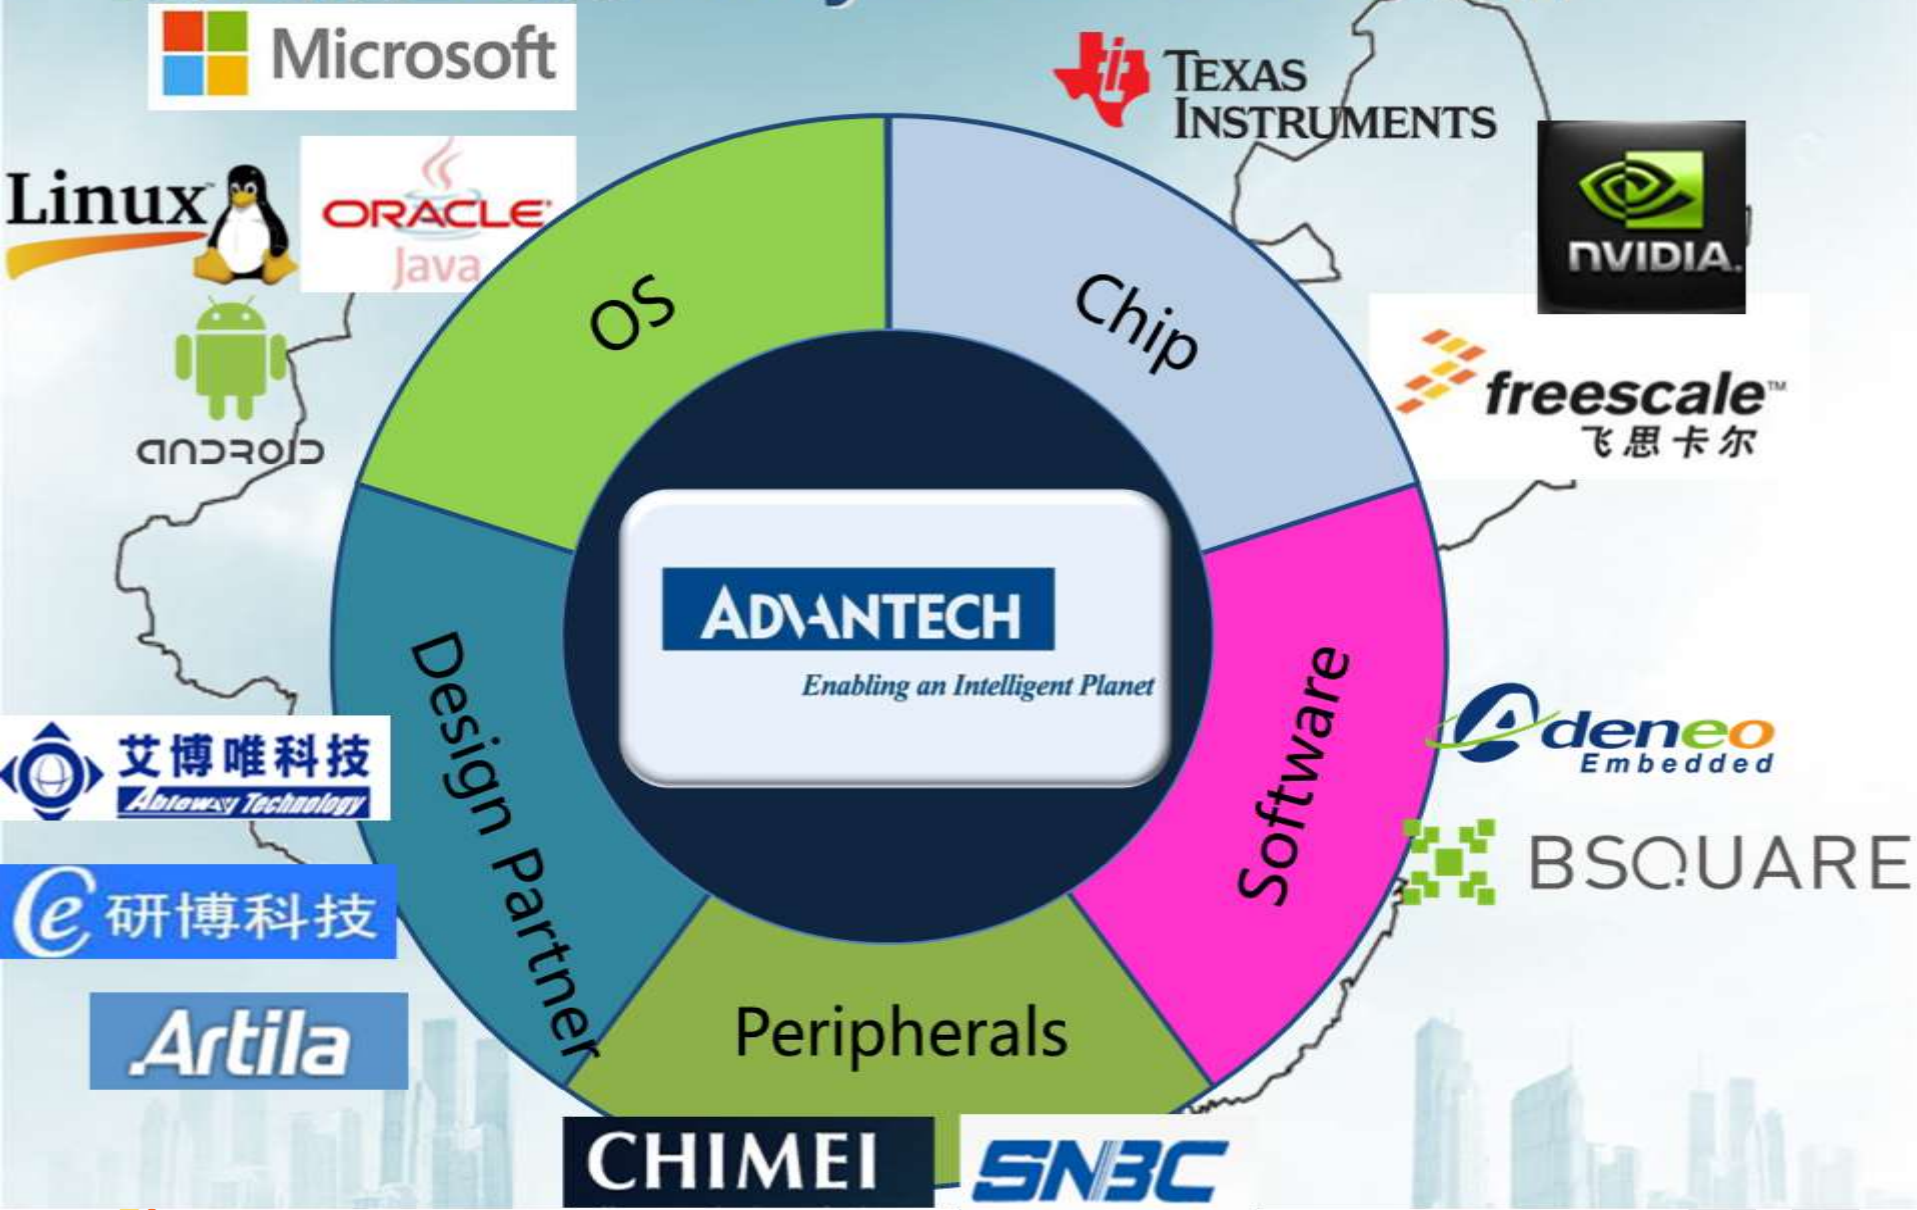 Microsoft
TEXAS
INSTRUMENTS
Linux
ORACLE
Java
NVIDIA.
OS
Chip
freescale™
飞思卡尔
ANDROID
ADVANTECH
Enabling an Intelligent Planet
Design Partner
Software
艾博唯科技
Ableway Technology
Adeneo
Embedded
BSQUARE
e研博科技
Artila
Peripherals
CHIMEI
SNBC